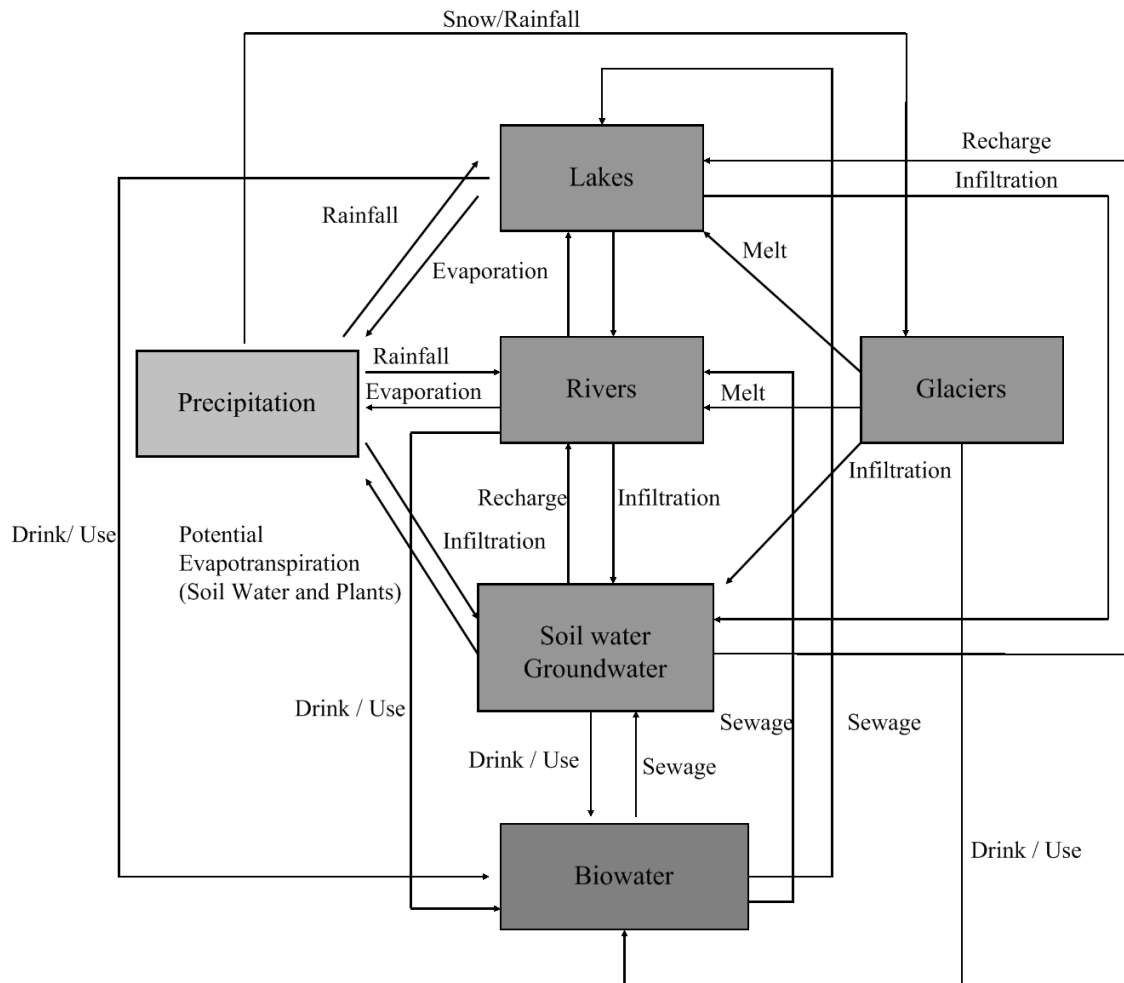 Snow/Rainfall
Recharge
Lakes
Infiltration
Rainfall
Melt
Evaporation
Rainfall
Precipitation
Evaporation
Rivers
Melt
Glaciers
Recharge
Infiltration
Infiltration
Drink/ Use
Potential
Evapotranspiration
(Soil Water and Plants)
Infiltration
Soil water
Groundwater
Drink / Use
Sewage
Sewage
Drink / Use
Sewage
Biowater
Drink / Use